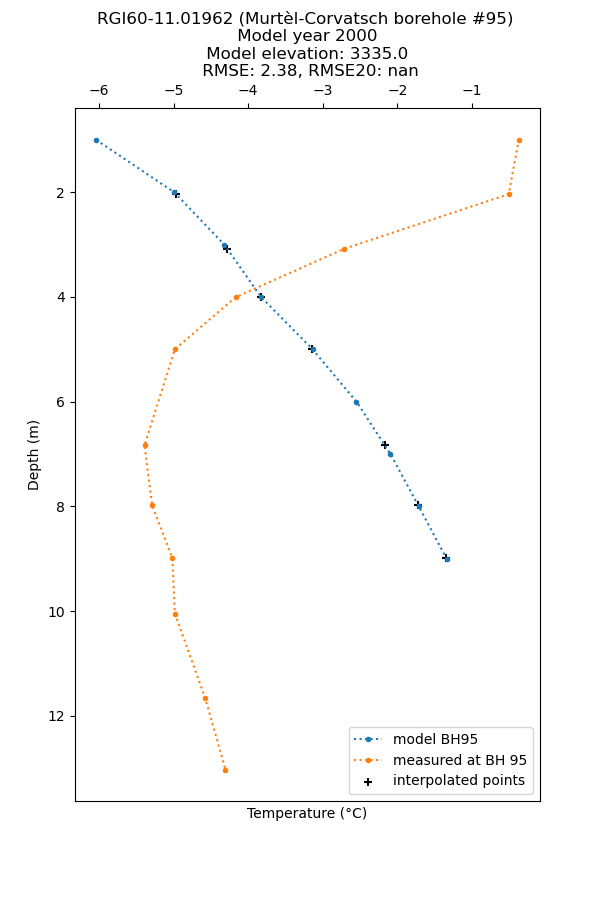 RGI60-11.01962 (Murtèl-Corvatsch borehole #95)
Model year 2000
Model elevation: 3335.0
RMSE: 2.38, RMSE20: nan
−6 −5 −4 −3 −2 −1
2
4
6
8
10
12
Depth (m)
model BH95
measured at BH 95
interpolated points
Temperature (°C)